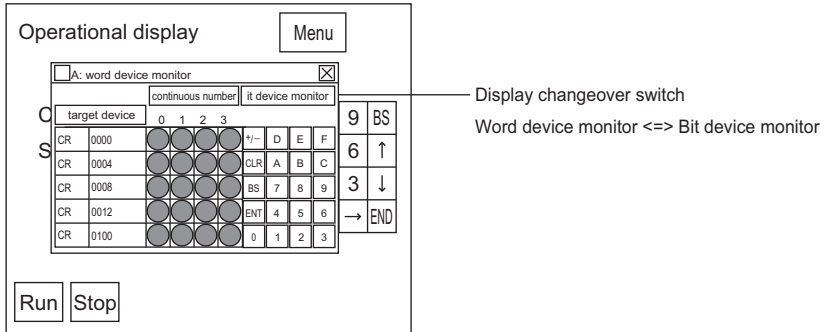 Operational display Menu
A: word device monitor
continuous number it device monitor
Display changeover switch
Word device monitor <=> Bit device monitor
C target device 0 1 2 3 9 BS
S CR 0000 +/− D E F 6 ↑
CR 0004 CLR A B C
CR 0008 BS 7 8 9 3 ↓
CR 0012 ENT 4 5 6 → END
CR 0100 0 1 2 3
Run Stop